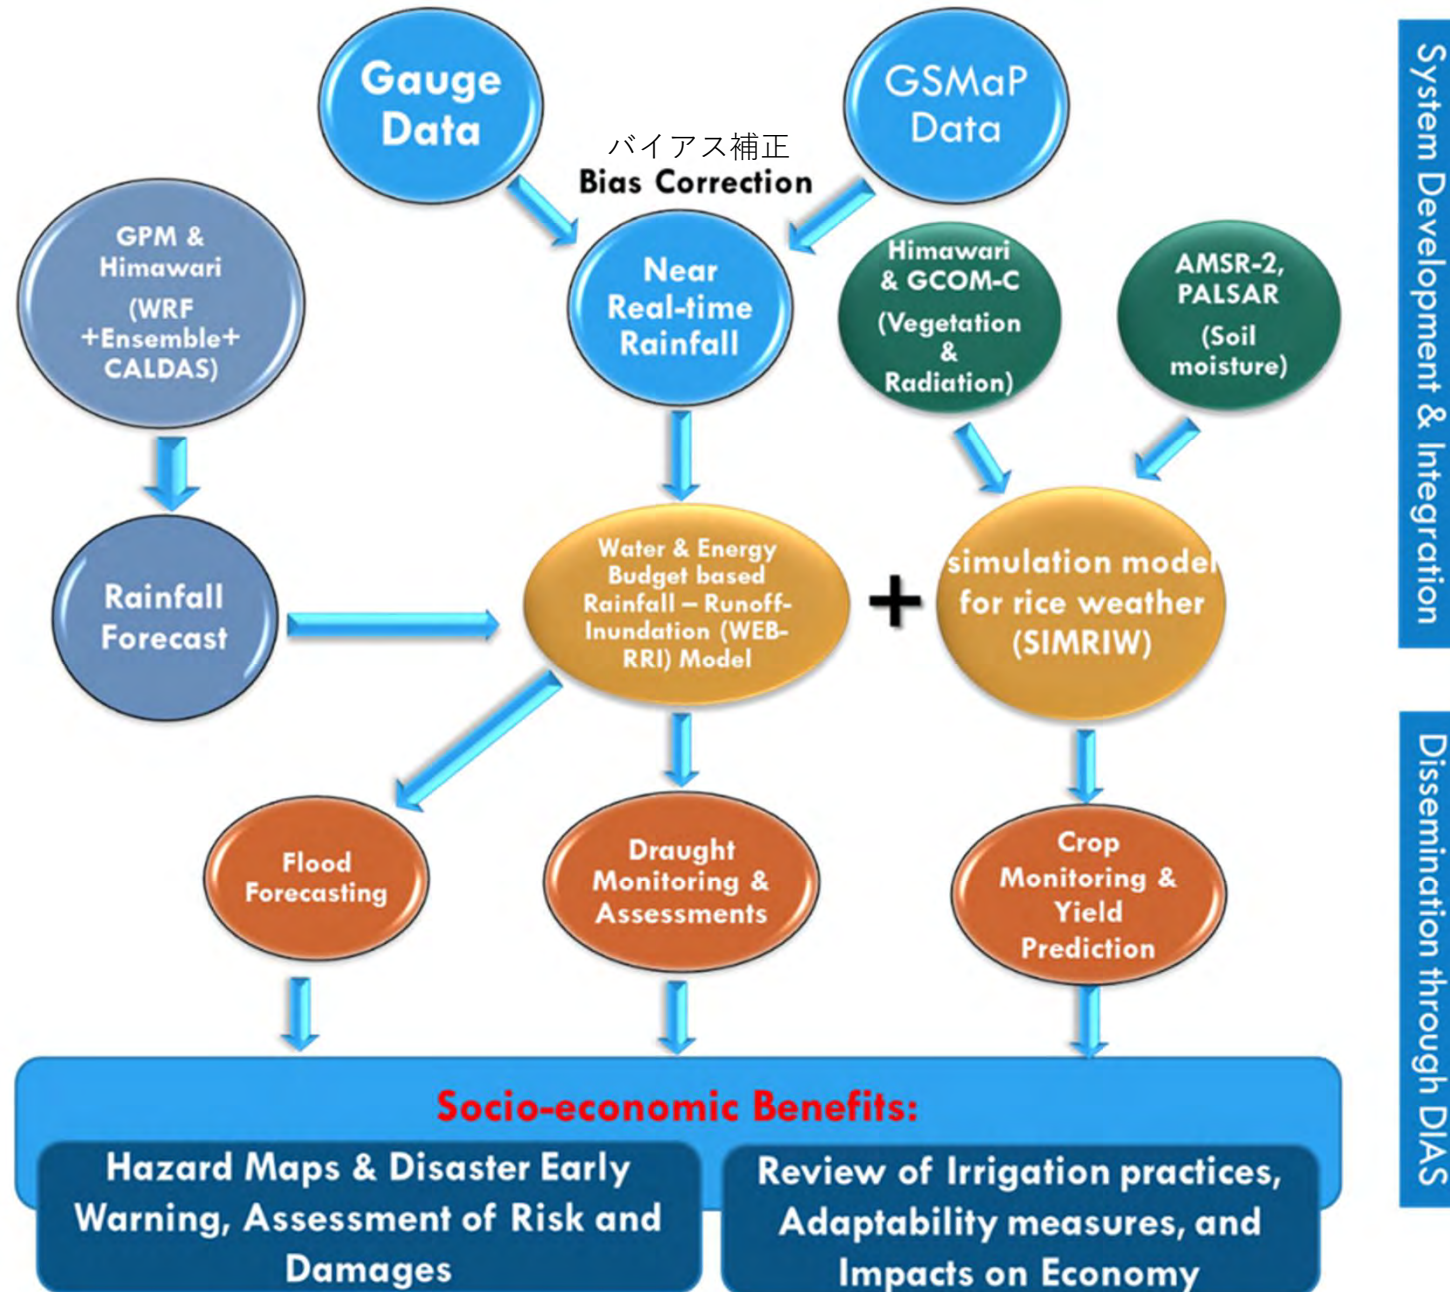 Gauge
Data
GSMaP
Data
バイアス補正
Bias Correction
GPM &
Himawari
(WRF
+Ensemble+
CALDAS)
Near
Real-time
Rainfall
Himawari
& GCOM-C
(Vegetation
&
Radiation)
AMSR-2,
PALSAR
(Soil
moisture)
Rainfall
Forecast
Water & Energy
Budget based
Rainfall – Runoff-
Inundation (WEB-
RRI) Model
+
simulation model
for rice weather
(SIMRIW)
Flood
Forecasting
Draught
Monitoring &
Assessments
Crop
Monitoring &
Yield
Prediction
Socio-economic Benefits:
Hazard Maps & Disaster Early
Warning, Assessment of Risk and
Damages
Review of Irrigation practices,
Adaptability measures, and
Impacts on Economy
System Development & Integration
Dissemination through DIAS